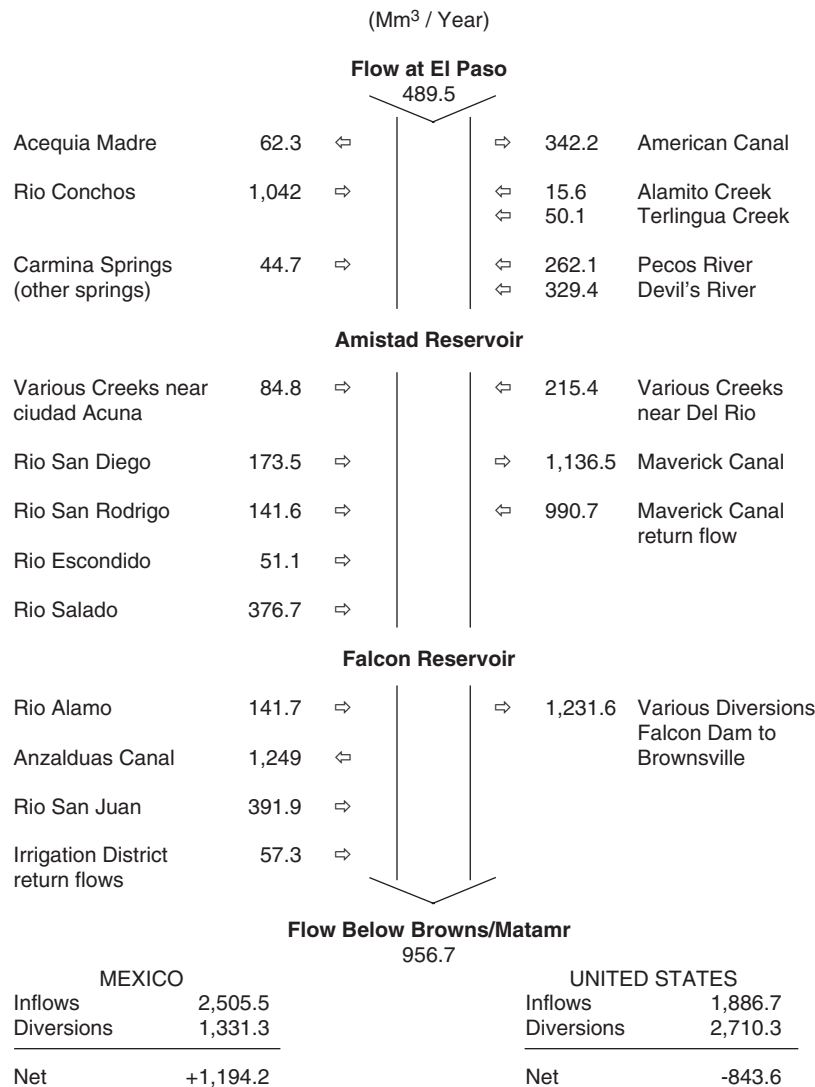 (Mm³ / Year)
Flow at El Paso
489.5
Acequia Madre 62.3 ⇦ ⇨ 342.2 American Canal
Rio Conchos 1,042 ⇨ ⇦ 15.6 Alamito Creek
⇦ 50.1 Terlingua Creek
Carmina Springs 44.7 ⇨ ⇦ 262.1 Pecos River
(other springs) ⇦ 329.4 Devil's River
Amistad Reservoir
Various Creeks near 84.8 ⇨ ⇦ 215.4 Various Creeks
ciudad Acuna near Del Rio
Rio San Diego 173.5 ⇨ ⇨ 1,136.5 Maverick Canal
Rio San Rodrigo 141.6 ⇨ ⇦ 990.7 Maverick Canal
return flow
Rio Escondido 51.1 ⇨
Rio Salado 376.7 ⇨
Falcon Reservoir
Rio Alamo 141.7 ⇨ ⇨ 1,231.6 Various Diversions
Falcon Dam to
Anzalduas Canal 1,249 ⇦ Brownsville
Rio San Juan 391.9 ⇨
Irrigation District 57.3 ⇨
return flows
Flow Below Browns/Matamr
956.7
MEXICO UNITED STATES
Inflows 2,505.5 Inflows 1,886.7
Diversions 1,331.3 Diversions 2,710.3
Net +1,194.2 Net -843.6